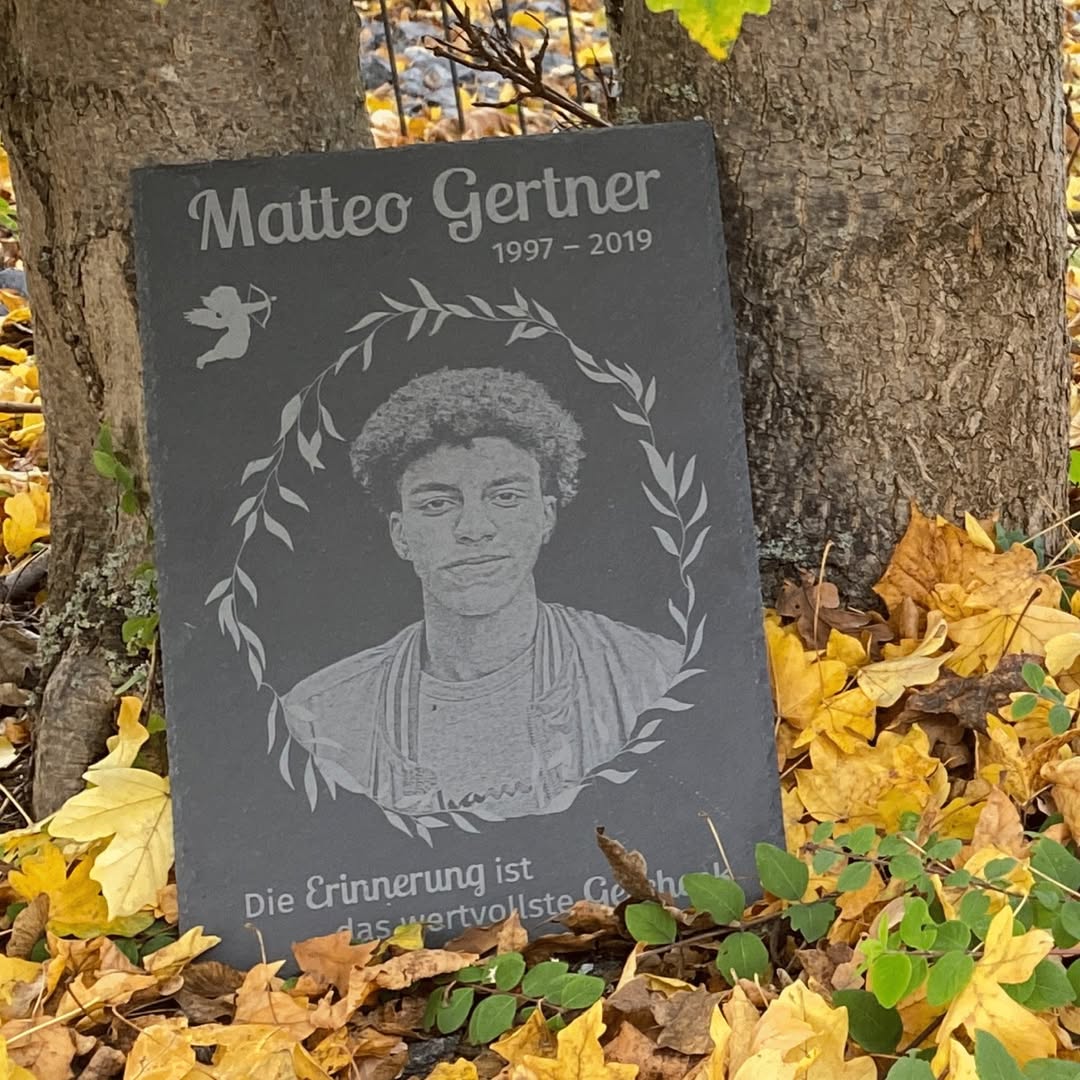 Matteo Gertner
1997 – 2019
Die Erinnerung ist
das wertvollste